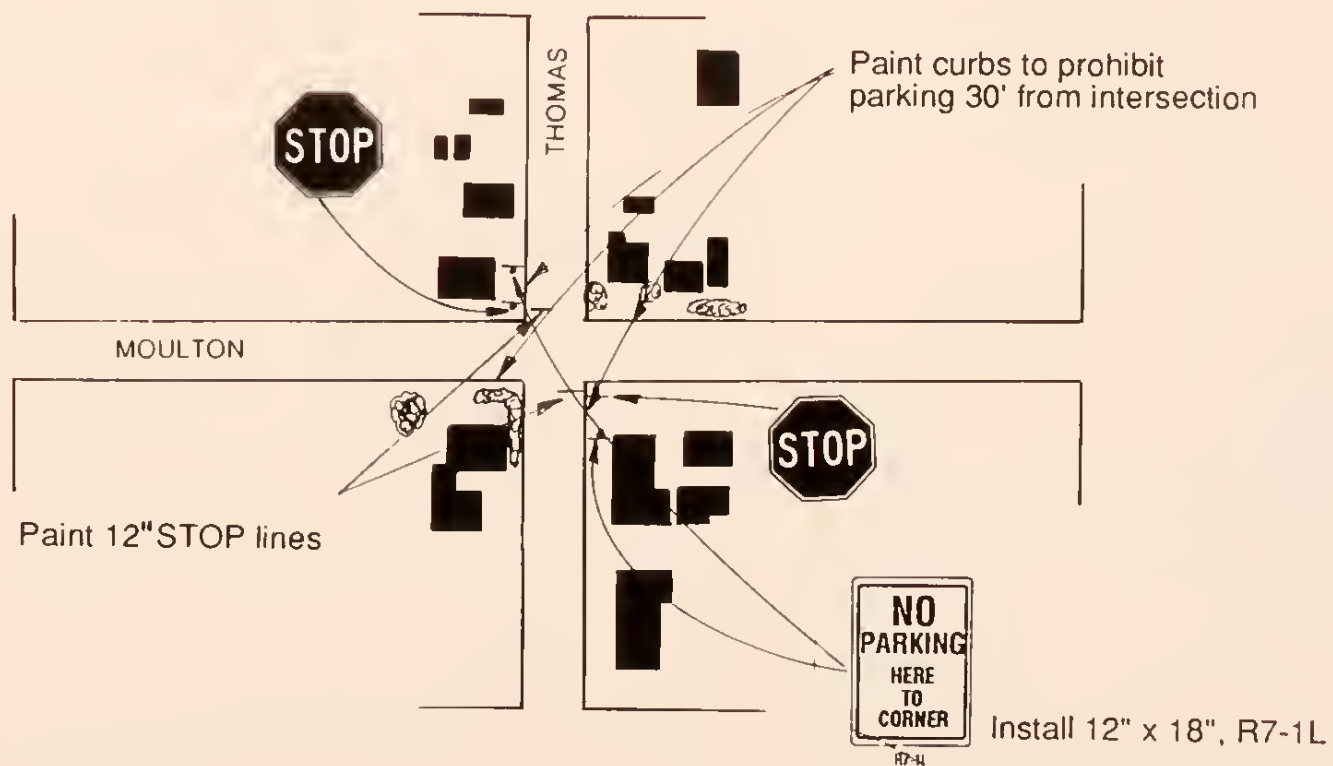 THOMAS
Paint curbs to prohibit
parking 30' from intersection
STOP
MOULTON
STOP
Paint 12" STOP lines
NO
PARKING
HERE
TO
CORNER
Install 12" x 18", R7-1L